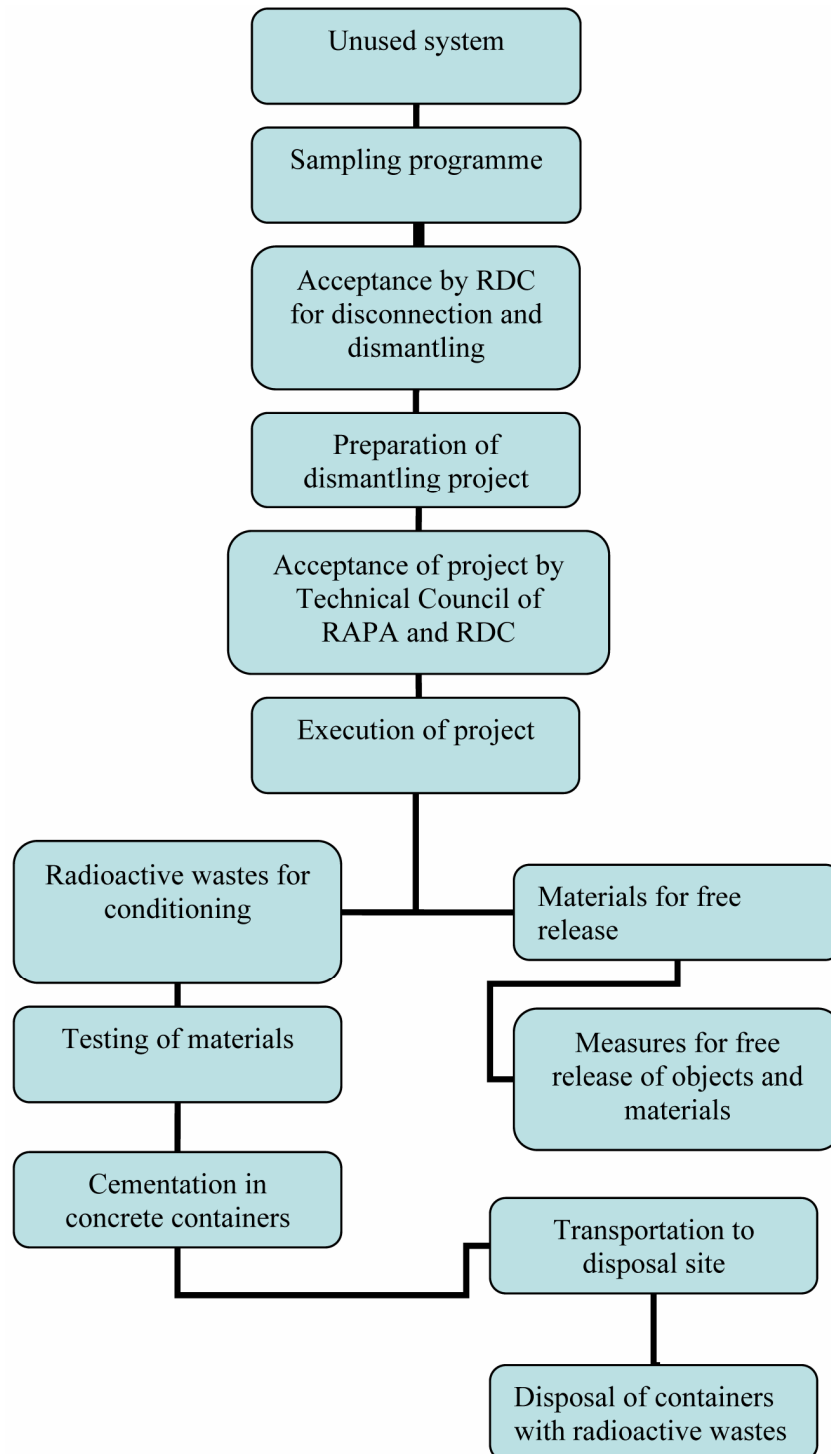 Unused system
Sampling programme
Acceptance by RDC
for disconnection and
dismantling
Preparation of
dismantling project
Acceptance of project by
Technical Council of
RAPA and RDC
Execution of project
Radioactive wastes for
conditioning
Materials for free
release
Testing of materials
Measures for free
release of objects and
materials
Cementation in
concrete containers
Transportation to
disposal site
Disposal of containers
with radioactive wastes